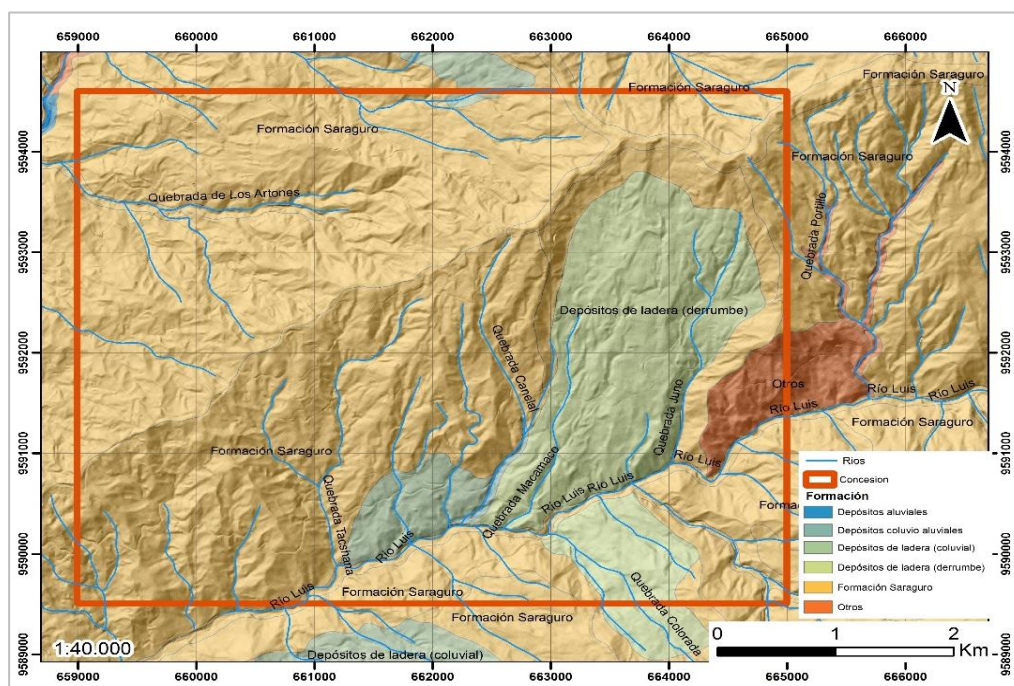 659000 660000 661000 662000 663000 664000 665000 666000
Formación Saraguro
Formación Saraguro
N
Formación Saraguro
9594000
9594000
Formación Saraguro
Quebrada de Los Artones
Quebrada Portillo
9593000
9593000
Depósitos de ladera (derrumbe)
9592000
9592000
Quebrada Canelal
Otros
Río Luis
Río Luis
Río Luis
Quebrada Juno
Formación Saraguro
Formación Saraguro
9591000
9591000
Río Luis
Quebrada Macamaco
Quebrada Tacshana
Río Luis
Río Luis
Río Luis
9590000
9590000
Formación Saraguro
Río Luis
Formación Saraguro
Quebrada Colorada
Depósitos de ladera (coluvial)
9589000
9589000
1:40.000
Rios
Concesion
Formación
Depósitos aluviales
Depósitos coluvio aluviales
Depósitos de ladera (coluvial)
Depósitos de ladera (derrumbe)
Formación Saraguro
Otros
0 1 2
Km
659000 660000 661000 662000 663000 664000 665000 666000